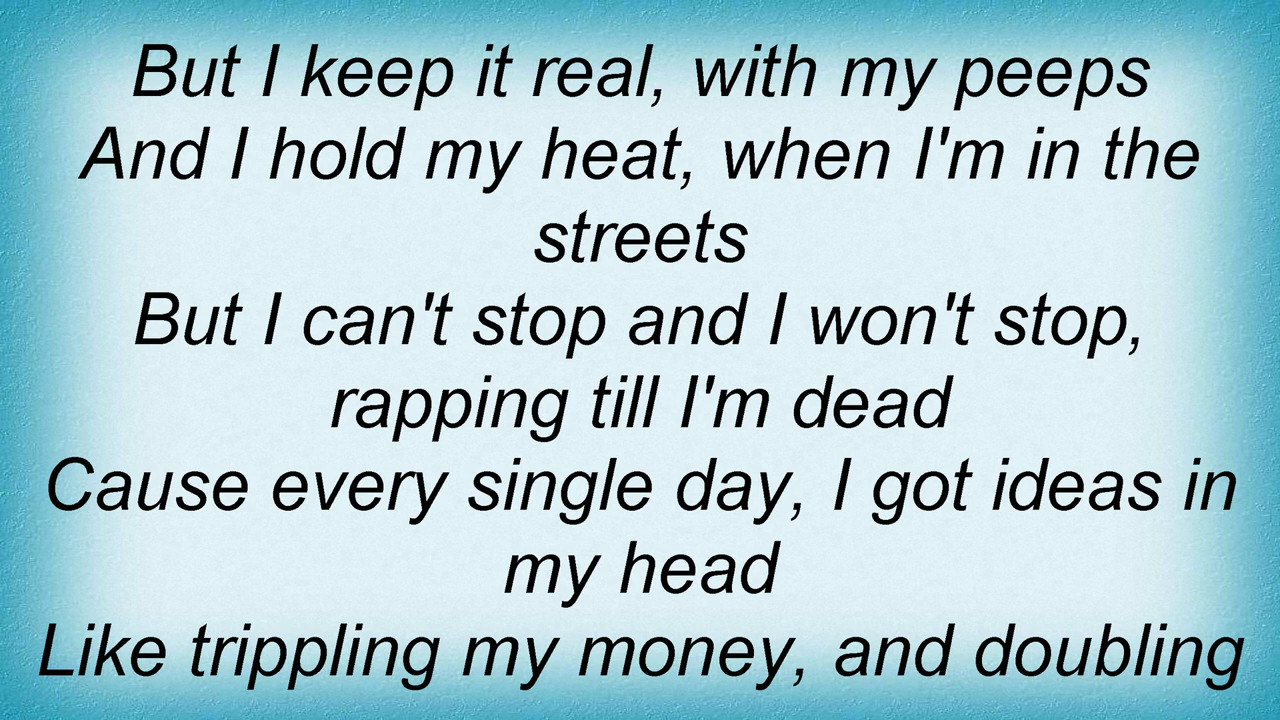 But I keep it real, with my peeps
And I hold my heat, when I'm in the
streets
But I can't stop and I won't stop,
rapping till I'm dead
Cause every single day, I got ideas in
my head
Like trippling my money, and doubling